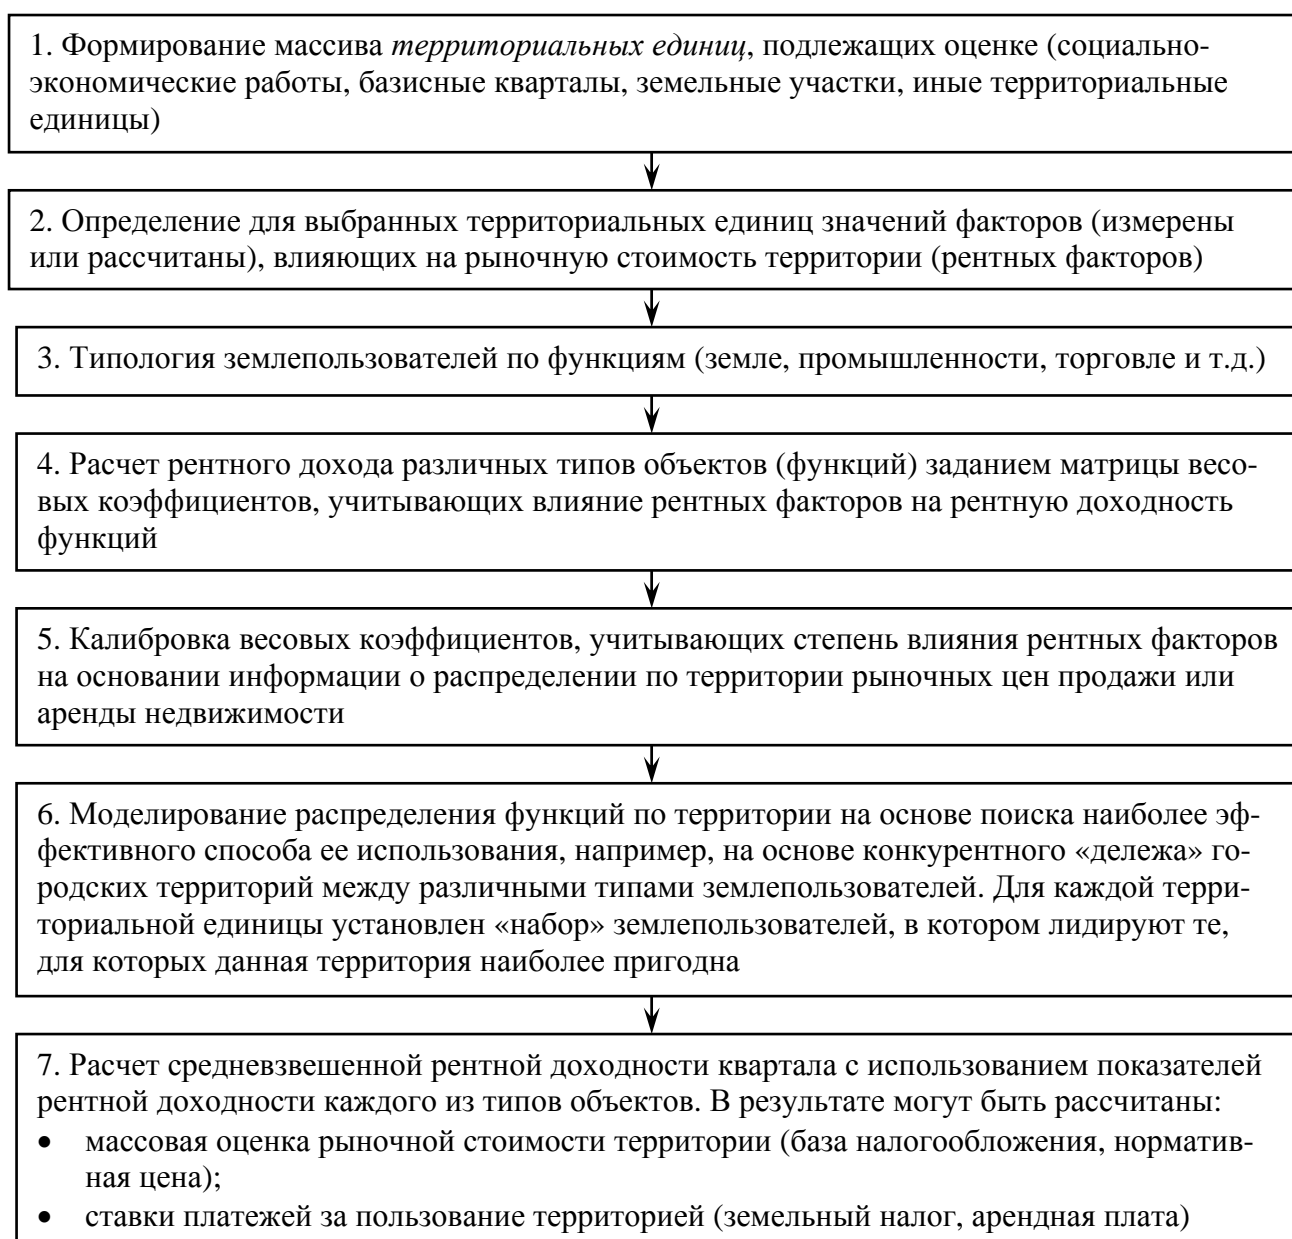 1. Формирование массива территориальных единиц, подлежащих оценке (социально-
экономические работы, базисные кварталы, земельные участки, иные территориальные
единицы)
2. Определение для выбранных территориальных единиц значений факторов (измерены
или рассчитаны), влияющих на рыночную стоимость территории (рентных факторов)
3. Типология землепользователей по функциям (земле, промышленности, торговле и т.д.)
4. Расчет рентного дохода различных типов объектов (функций) заданием матрицы весо-
вых коэффициентов, учитывающих влияние рентных факторов на рентную доходность
функций
5. Калибровка весовых коэффициентов, учитывающих степень влияния рентных факторов
на основании информации о распределении по территории рыночных цен продажи или
аренды недвижимости
6. Моделирование распределения функций по территории на основе поиска наиболее эф-
фективного способа ее использования, например, на основе конкурентного «дележа» го-
родских территорий между различными типами землепользователей. Для каждой терри-
ториальной единицы установлен «набор» землепользователей, в котором лидируют те,
для которых данная территория наиболее пригодна
7. Расчет средневзвешенной рентной доходности квартала с использованием показателей
рентной доходности каждого из типов объектов. В результате могут быть рассчитаны:
• массовая оценка рыночной стоимости территории (база налогообложения, норматив-
ная цена);
• ставки платежей за пользование территорией (земельный налог, арендная плата)